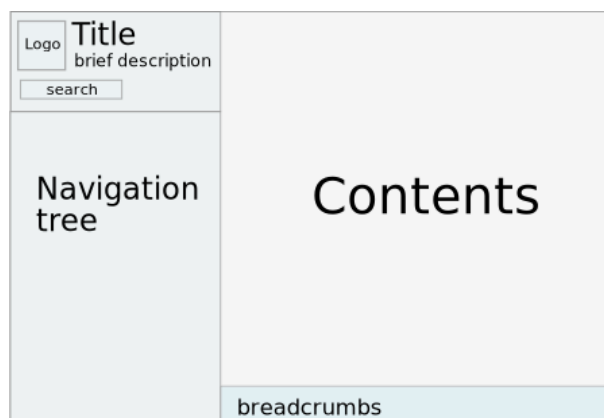 Logo
Title
brief description
search
Navigation
tree
Contents
breadcrumbs